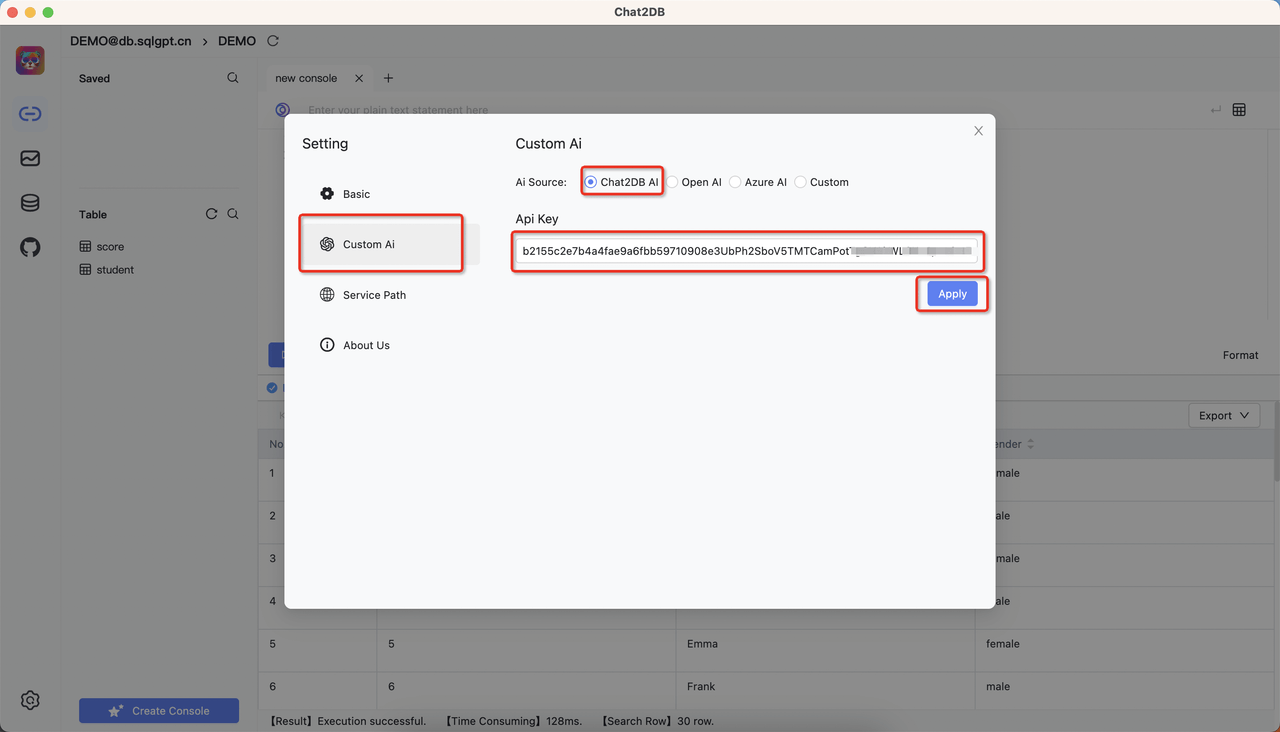 Chat2DB
DEMO@db.sqlgpt.cn > DEMO
Saved
new console
Enter your plain text statement here
Setting
Custom Ai
Ai Source: Chat2DB AI Open AI Azure AI Custom
Basic
Api Key
Table
Custom Ai
b2155c2e7b4a4fae9a6fbb59710908e3UbPh2SboV5TMTCamPot
score
student
Service Path
Apply
About Us
Format
Export
No
ender
1
male
2
ale
3
male
4
ale
5 5 Emma female
6 6 Frank male
Create Console
【Result】Execution successful. 【Time Consuming】128ms. 【Search Row】30 row.